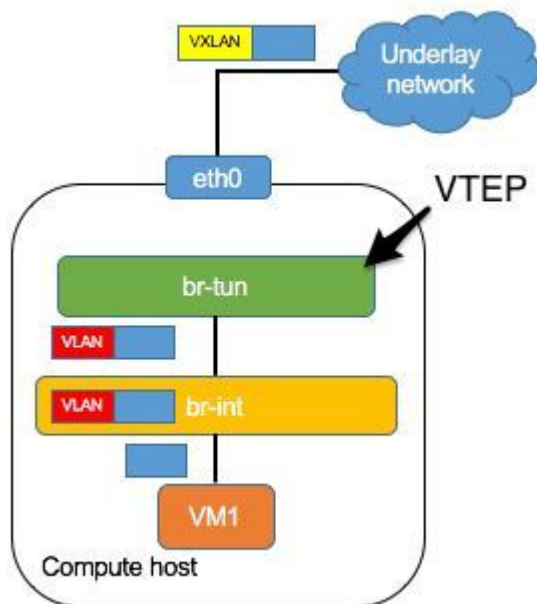 VXLAN
Underlay
network
eth0
VTEP
br-tun
VLAN
VLAN
br-int
VM1
Compute host